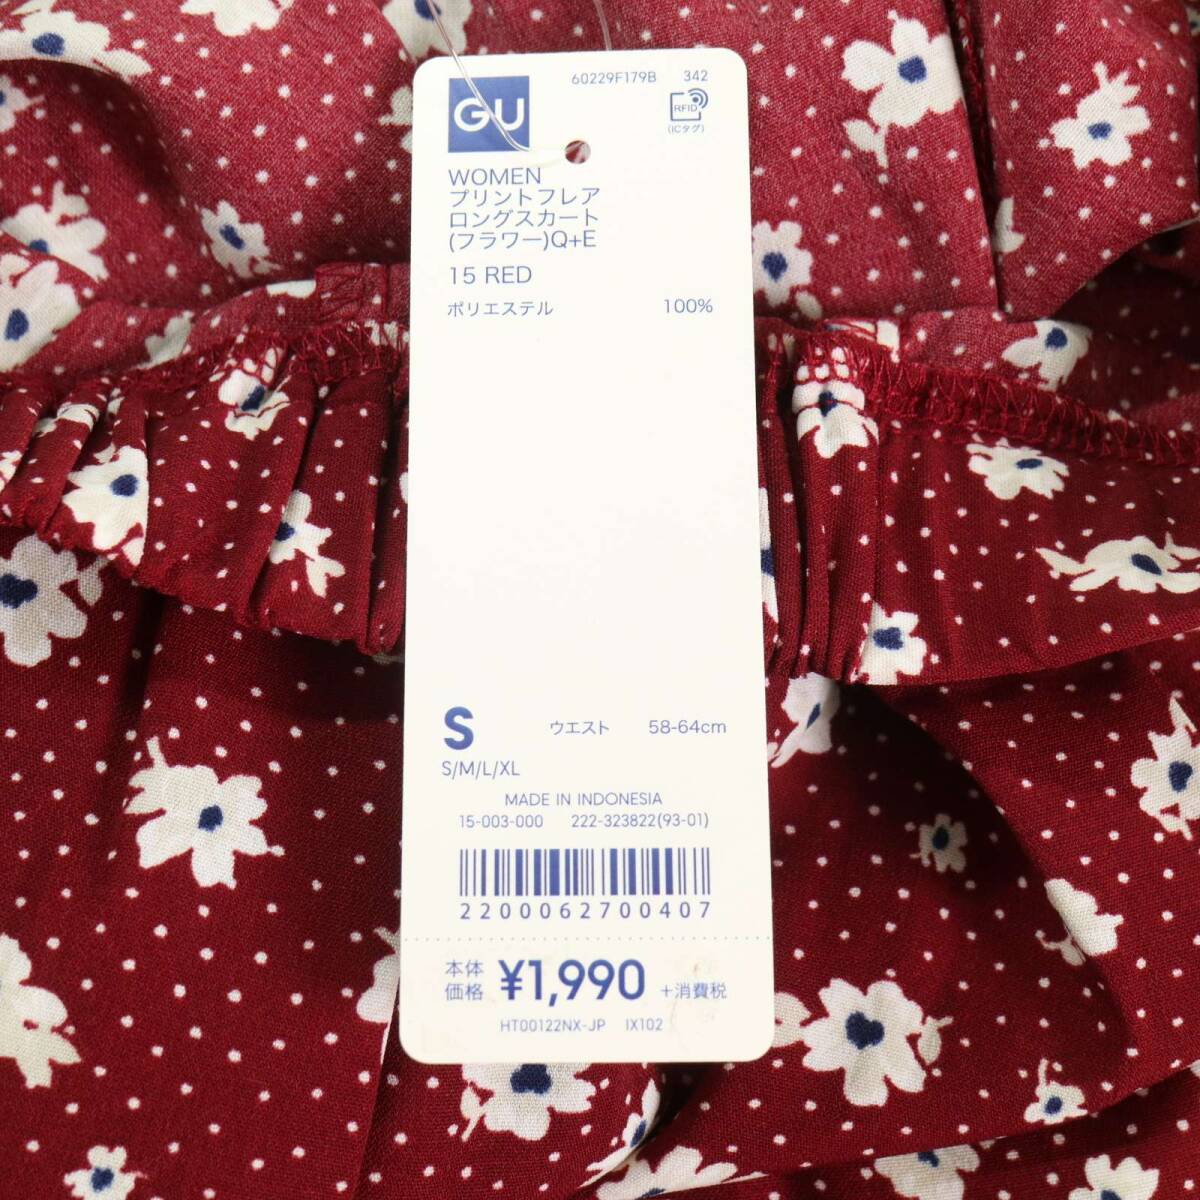 GU
60229F179B 342
RFID
(ICタグ)
WOMEN
プリントフレア
ロングスカート
(フラワー)Q+E
15 RED
ポリエステル 100%
S ウエスト 58-64cm
S/M/L/XL
MADE IN INDONESIA
15-003-000 222-323822(93-01)
2200062700407
本体
価格 ¥1,990 +消費税
HT00122NX-JP IX102